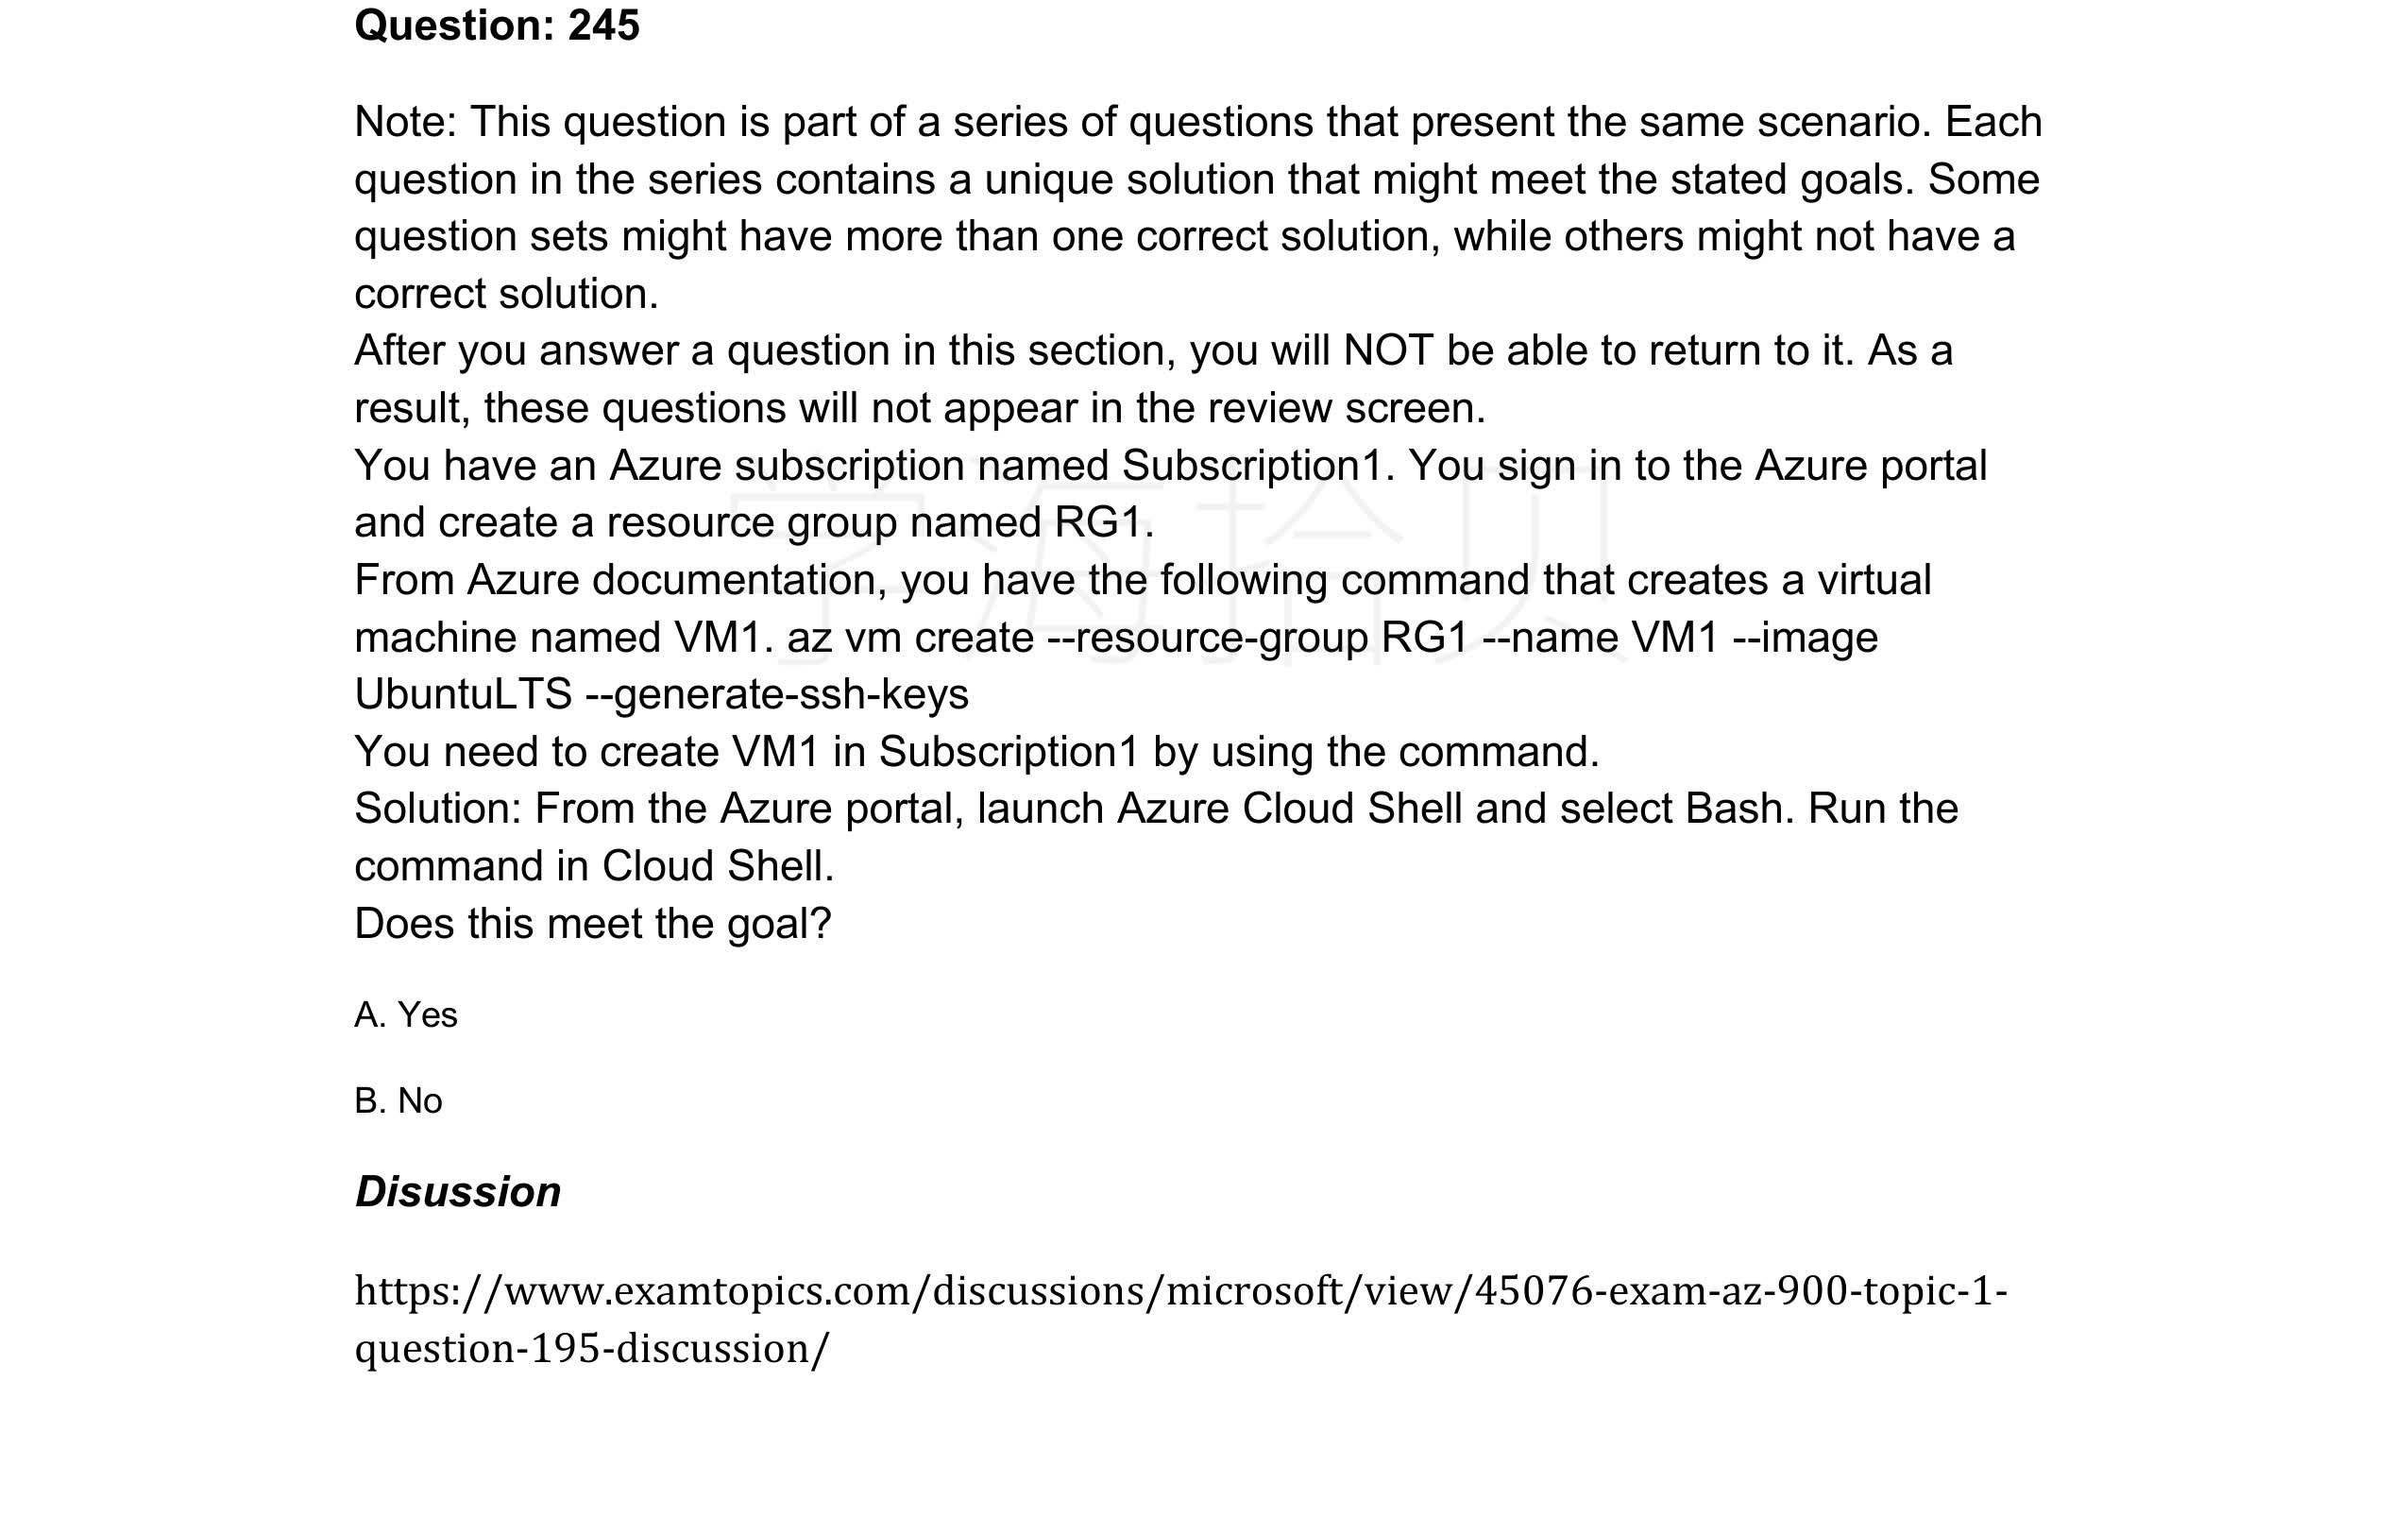 Question: 245
Note: This question is part of a series of questions that present the same scenario. Each
question in the series contains a unique solution that might meet the stated goals. Some
question sets might have more than one correct solution, while others might not have a
correct solution.
After you answer a question in this section, you will NOT be able to return to it. As a
result, these questions will not appear in the review screen.
You have an Azure subscription named Subscription1. You sign in to the Azure portal
and create a resource group named RG1.
From Azure documentation, you have the following command that creates a virtual
machine named VM1. az vm create --resource-group RG1 --name VM1 --image
UbuntuLTS --generate-ssh-keys
You need to create VM1 in Subscription1 by using the command.
Solution: From the Azure portal, launch Azure Cloud Shell and select Bash. Run the
command in Cloud Shell.
Does this meet the goal?
A. Yes
B. No
Disussion
https://www.examtopics.com/discussions/microsoft/view/45076-exam-az-900-topic-1-
question-195-discussion/
学海拾贝